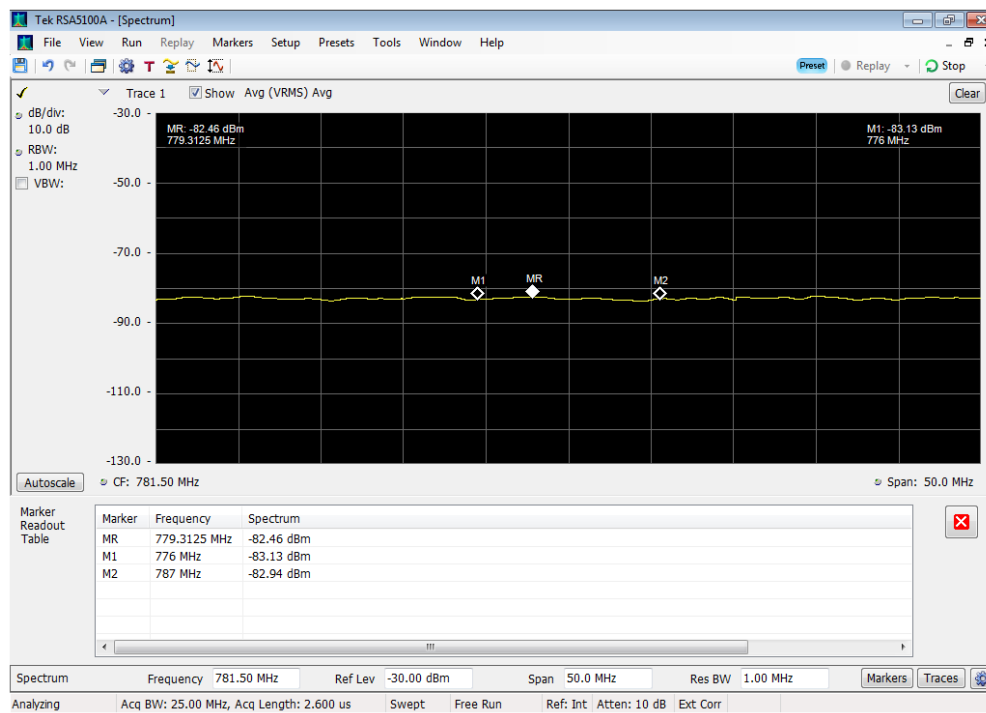 Tek RSA5100A - [Spectrum]
File View Run Replay Markers Setup Presets Tools Window Help
T Preset Replay Stop
Trace 1 Show Avg (VRMS) Avg Clear
dB/div:
10.0 dB
RBW:
1.00 MHz
VBW:
-30.0
-50.0
-70.0
-90.0
-110.0
-130.0
MR: -82.46 dBm
779.3125 MHz
M1: -83.13 dBm
776 MHz
M1 MR M2
Autoscale CF: 781.50 MHz Span: 50.0 MHz
Marker
Readout
Table
Marker Frequency Spectrum
MR 779.3125 MHz -82.46 dBm
M1 776 MHz -83.13 dBm
M2 787 MHz -82.94 dBm
Spectrum Frequency 781.50 MHz Ref Lev -30.00 dBm Span 50.0 MHz Res BW 1.00 MHz Markers Traces
Analyzing Acq BW: 25.00 MHz, Acq Length: 2.600 us Swept Free Run Ref: Int Atten: 10 dB Ext Corr